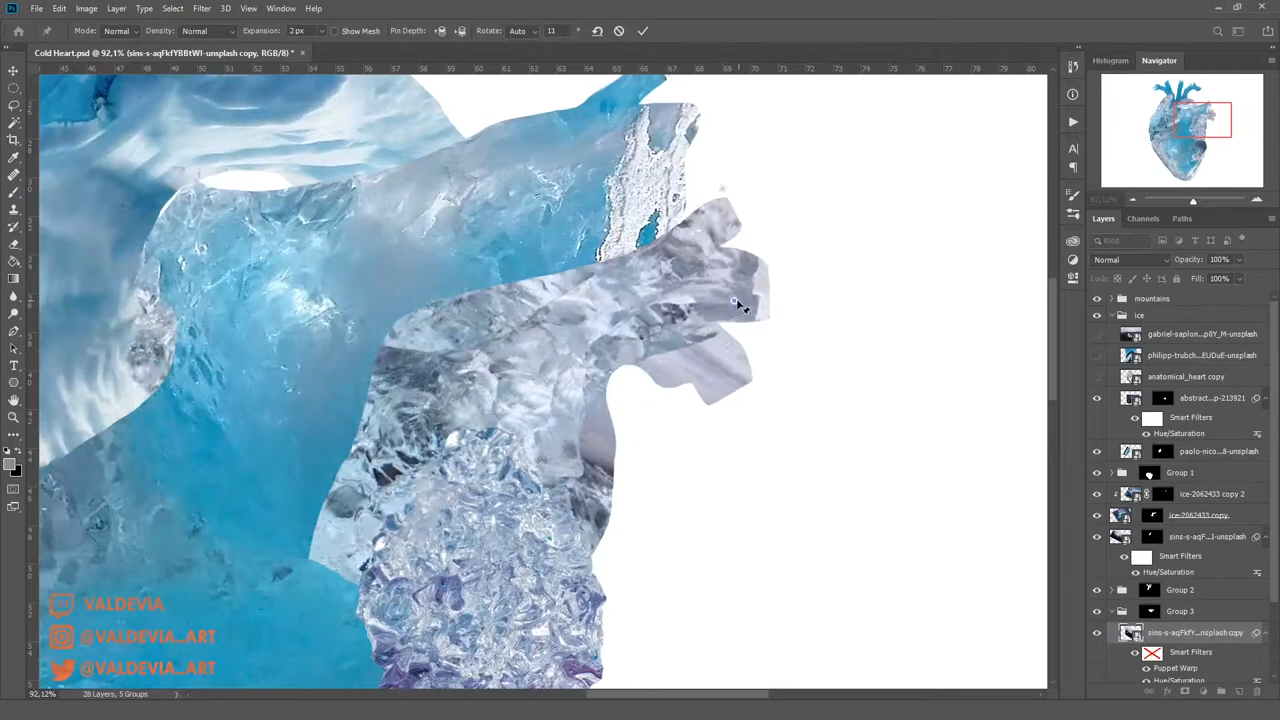 Ps File Edit Image Layer Type Select Filter 3D View Window Help
Mode: Normal Density: Normal Expansion: 2 px Show Mesh Pin Depth: Rotate: Auto 11 °
Cold Heart.psd @ 92,1% (sins-s-aqFkfYBBtWI-unsplash copy, RGB/8) * ×
45 46 47 48 49 50 51 52 53 54 55 56 57 58 59 60 61 62 63 64 65 66 67 68 69 70 71 72 73 74 75 76 77 78 79 80
Histogram Navigator
92,12%
Layers Channels Paths
Kind
Normal Opacity: 100%
Lock: Fill: 100%
mountains
ice
gabriel-saplon...p0Y_M-unsplash
philipp-trubch...EUDuE-unsplash
anatomical_heart copy
abstract...p-213921
Smart Filters
Hue/Saturation
paolo-nico...8-unsplash
Group 1
ice-2062433 copy 2
ice-2062433 copy
sins-s-aqF...I-unsplash
Smart Filters
Hue/Saturation
Group 2
Group 3
sins-s-aqFkfY...nsplash copy
Smart Filters
Puppet Warp
Hue/Saturation
VALDEVIA
@VALDEVIA_ART
@VALDEVIA_ART
92,12% 28 Layers, 5 Groups